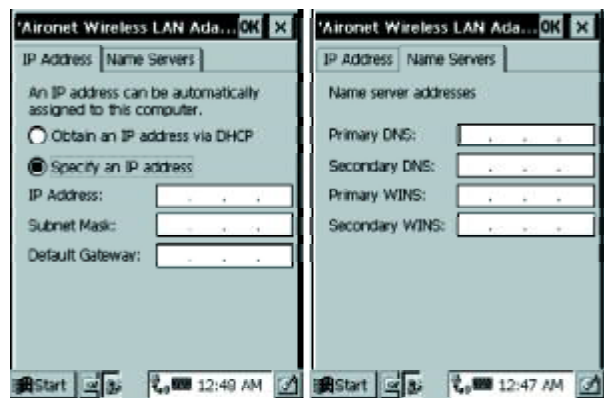 'Aironet Wireless LAN Ada... OK ×
IP Address Name Servers
An IP address can be automatically
assigned to this computer.
Obtain an IP address via DHCP
Specify an IP address
IP Address: . . .
Subnet Mask: . . .
Default Gateway: . . .
Start 12:49 AM
'Aironet Wireless LAN Ada... OK ×
IP Address Name Servers
Name server addresses
Primary DNS: . . .
Secondary DNS: . . .
Primary WINS: . . .
Secondary WINS: . . .
Start 12:47 AM